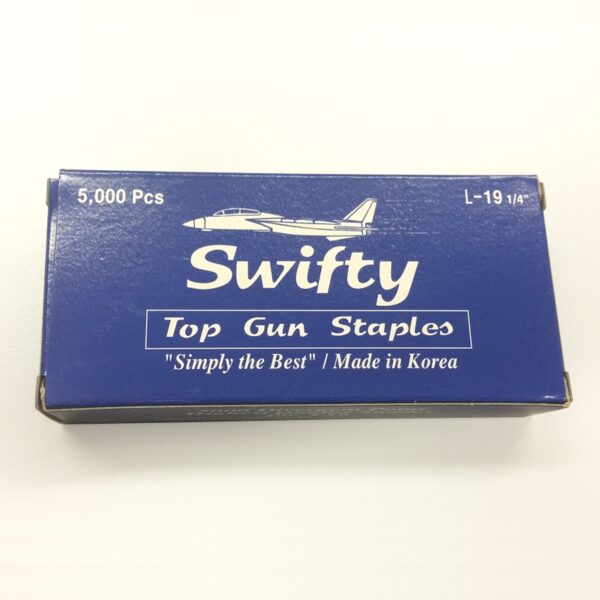 5,000 Pcs
L-19 1/4"
Swifty
Top Gun Staples
"Simply the Best" / Made in Korea